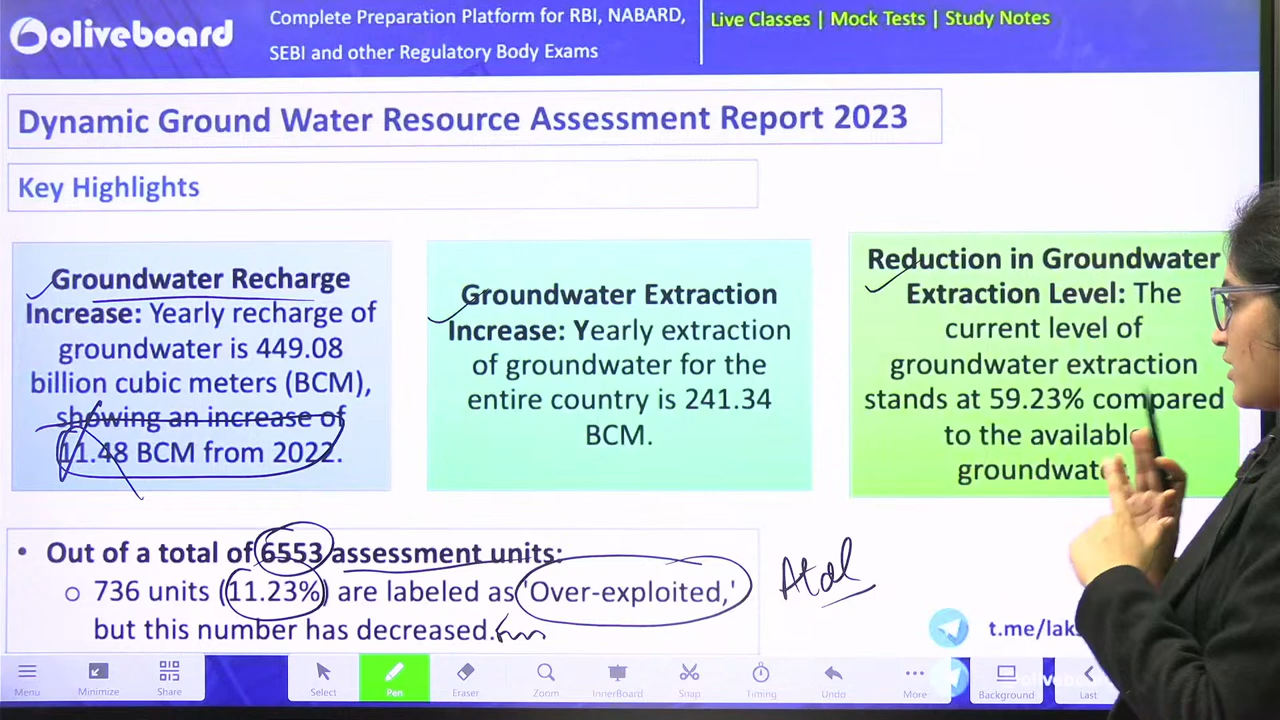 oliveboard
Complete Preparation Platform for RBI, NABARD,
SEBI and other Regulatory Body Exams
Live Classes | Mock Tests | Study Notes
Dynamic Ground Water Resource Assessment Report 2023
Key Highlights
Groundwater Recharge
Increase: Yearly recharge of
groundwater is 449.08
billion cubic meters (BCM),
showing an increase of
11.48 BCM from 2022.
Groundwater Extraction
Increase: Yearly extraction
of groundwater for the
entire country is 241.34
BCM.
Reduction in Groundwater
Extraction Level: The
current level of
groundwater extraction
stands at 59.23% compared
to the available
groundwate
• Out of a total of 6553 assessment units:
o 736 units (11.23%) are labeled as 'Over-exploited,'
but this number has decreased.
Atal
t.me/laks
Menu
Minimize
Share
Select
Pen
Eraser
Zoom
InnerBoard
Snap
Timing
Undo
More
Background
Last